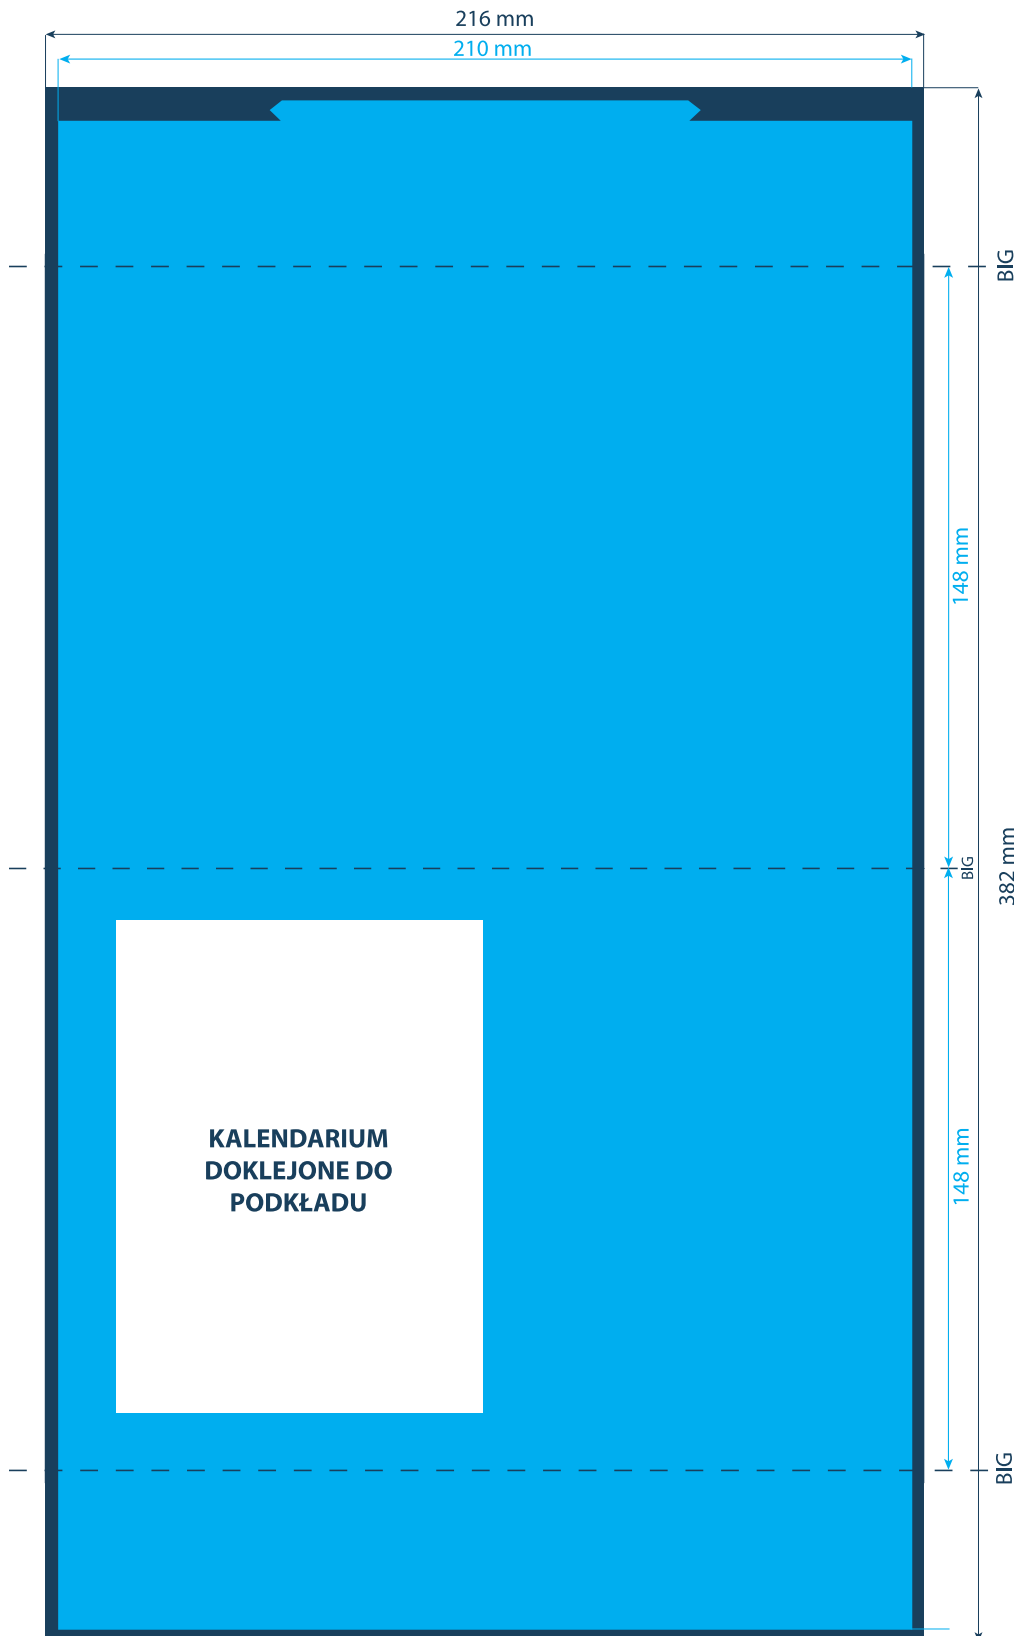 216 mm
210 mm
BIG
148 mm
BIG
382 mm
KALENDARIUM
DOKLEJONE DO
PODKŁADU
148 mm
BIG